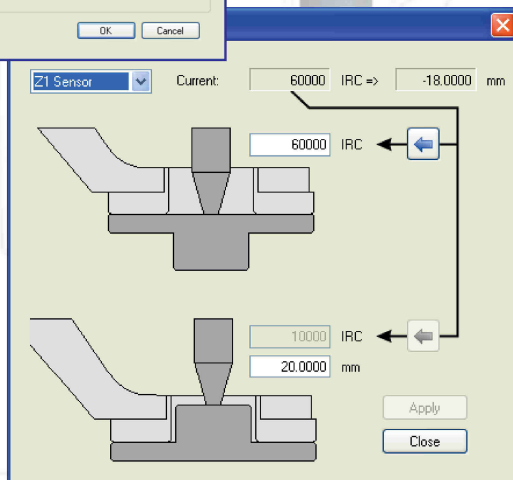 OK Cancel
Z1 Sensor Current: 60000 IRC => -18.0000 mm
60000 IRC
10000 IRC
20.0000 mm
Apply
Close